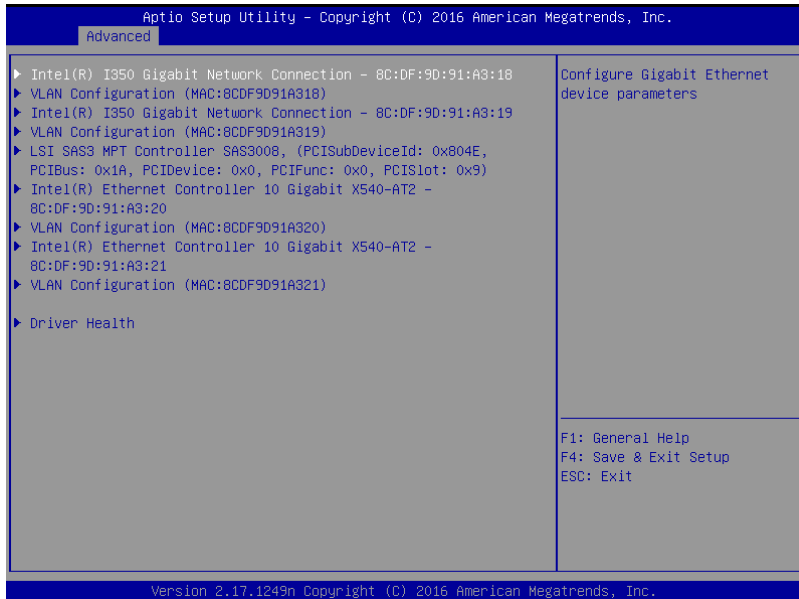 Aptio Setup Utility – Copyright (C) 2016 American Megatrends, Inc.
Advanced
Intel(R) I350 Gigabit Network Connection – 8C:DF:9D:91:A3:18
VLAN Configuration (MAC:8CDF9D91A318)
Intel(R) I350 Gigabit Network Connection – 8C:DF:9D:91:A3:19
VLAN Configuration (MAC:8CDF9D91A319)
LSI SAS3 MPT Controller SAS3008, (PCISubDeviceId: 0x804E,
PCIBus: 0x1A, PCIDevice: 0x0, PCIFunc: 0x0, PCISlot: 0x9)
Intel(R) Ethernet Controller 10 Gigabit X540-AT2 –
8C:DF:9D:91:A3:20
VLAN Configuration (MAC:8CDF9D91A320)
Intel(R) Ethernet Controller 10 Gigabit X540-AT2 –
8C:DF:9D:91:A3:21
VLAN Configuration (MAC:8CDF9D91A321)
Driver Health
Configure Gigabit Ethernet
device parameters
F1: General Help
F4: Save & Exit Setup
ESC: Exit
Version 2.17.1249n Copyright (C) 2016 American Megatrends, Inc.